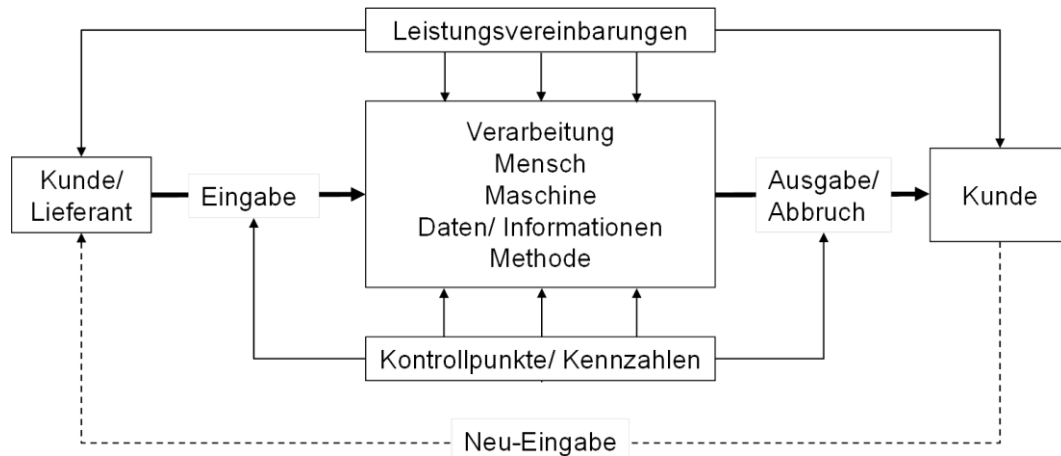 Leistungsvereinbarungen
Kunde/
Lieferant
Eingabe
Verarbeitung
Mensch
Maschine
Daten/ Informationen
Methode
Ausgabe/
Abbruch
Kunde
Kontrollpunkte/ Kennzahlen
Neu-Eingabe